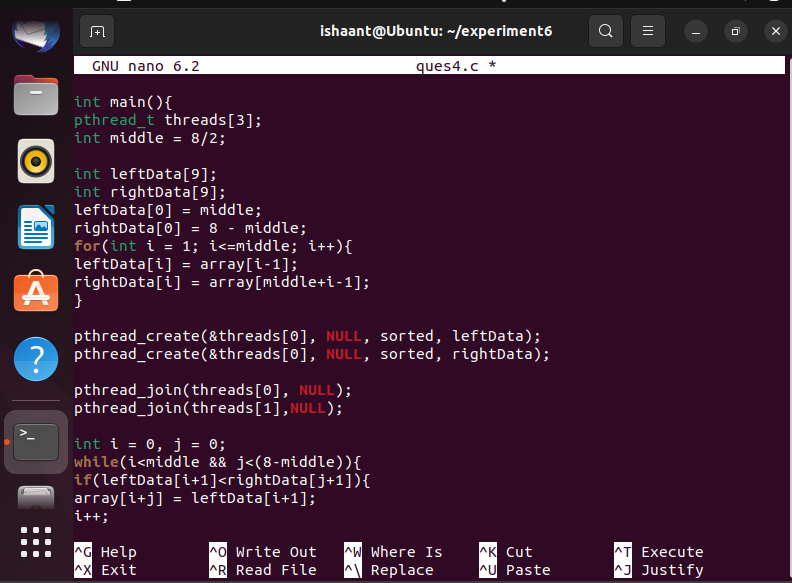 ishaant@Ubuntu: ~/experiment6
GNU nano 6.2 ques4.c *
int main(){
pthread_t threads[3];
int middle = 8/2;
int leftData[9];
int rightData[9];
leftData[0] = middle;
rightData[0] = 8 - middle;
for(int i = 1; i<=middle; i++){
leftData[i] = array[i-1];
rightData[i] = array[middle+i-1];
}
pthread_create(&threads[0], NULL, sorted, leftData);
pthread_create(&threads[0], NULL, sorted, rightData);
pthread_join(threads[0], NULL);
pthread_join(threads[1],NULL);
int i = 0, j = 0;
while(i<middle && j<(8-middle)){
if(leftData[i+1]<rightData[j+1]){
array[i+j] = leftData[i+1];
i++;
^G Help ^O Write Out ^W Where Is ^K Cut ^T Execute
^X Exit ^R Read File ^\ Replace ^U Paste ^J Justify